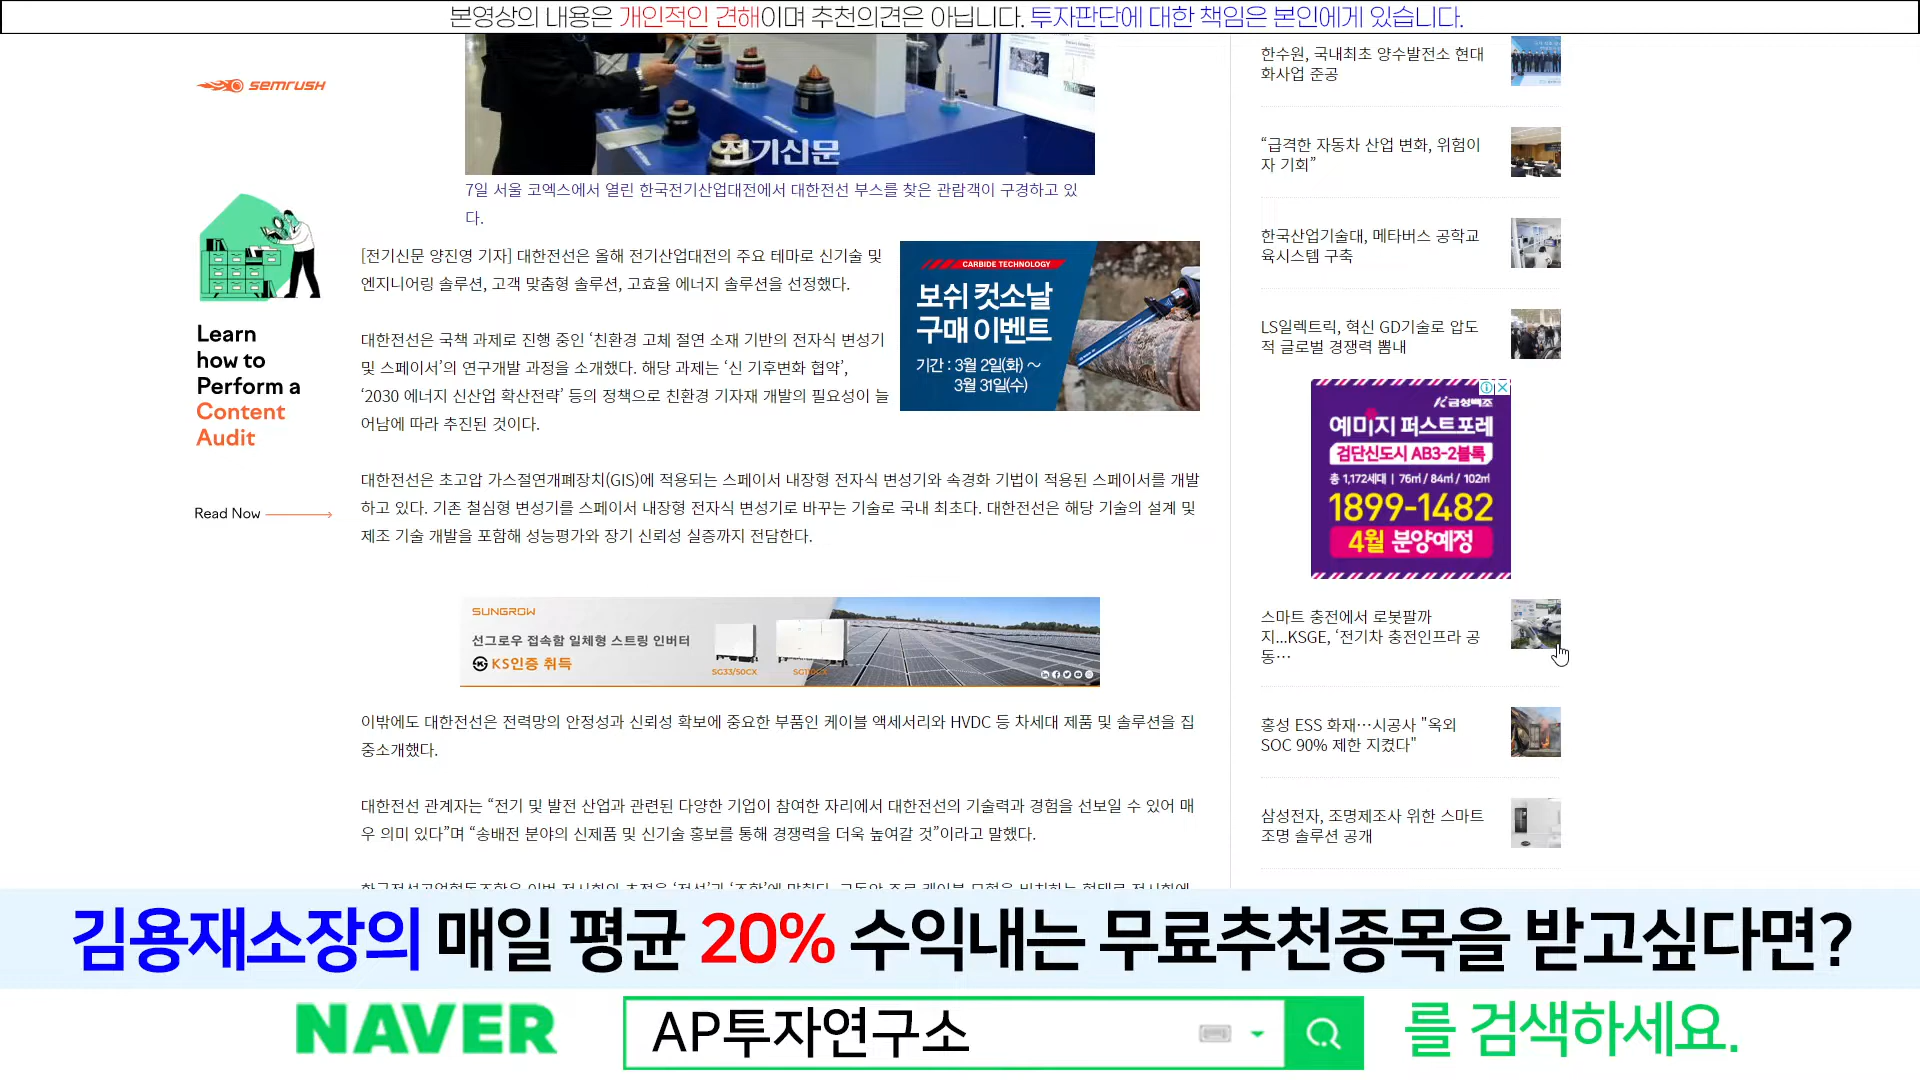 본영상의 내용은 개인적인 견해이며 추천의견은 아닙니다. 투자판단에 대한 책임은 본인에게 있습니다.
semrush
Learn
how to
Perform a
Content
Audit
Read Now
전기신문
7일 서울 코엑스에서 열린 한국전기산업대전에서 대한전선 부스를 찾은 관람객이 구경하고 있
다.
[전기신문 양진영 기자] 대한전선은 올해 전기산업대전의 주요 테마로 신기술 및
엔지니어링 솔루션, 고객 맞춤형 솔루션, 고효율 에너지 솔루션을 선정했다.
CARBIDE TECHNOLOGY
보쉬 컷소날
구매 이벤트
기간 : 3월 2일(화) ～
3월 31일(수)
대한전선은 국책 과제로 진행 중인 ‘친환경 고체 절연 소재 기반의 전자식 변성기
및 스페이서’의 연구개발 과정을 소개했다. 해당 과제는 ‘신 기후변화 협약’,
‘2030 에너지 신산업 확산전략’ 등의 정책으로 친환경 기자재 개발의 필요성이 늘
어남에 따라 추진된 것이다.
대한전선은 초고압 가스절연개폐장치(GIS)에 적용되는 스페이서 내장형 전자식 변성기와 속경화 기법이 적용된 스페이서를 개발
하고 있다. 기존 철심형 변성기를 스페이서 내장형 전자식 변성기로 바꾸는 기술로 국내 최초다. 대한전선은 해당 기술의 설계 및
제조 기술 개발을 포함해 성능평가와 장기 신뢰성 실증까지 전담한다.
SUNGROW
선그로우 접속함 일체형 스트링 인버터
KS인증 취득
SG33/50CX
이밖에도 대한전선은 전력망의 안정성과 신뢰성 확보에 중요한 부품인 케이블 액세서리와 HVDC 등 차세대 제품 및 솔루션을 집
중소개했다.
대한전선 관계자는 “전기 및 발전 산업과 관련된 다양한 기업이 참여한 자리에서 대한전선의 기술력과 경험을 선보일 수 있어 매
우 의미 있다”며 “송배전 분야의 신제품 및 신기술 홍보를 통해 경쟁력을 더욱 높여갈 것”이라고 말했다.
한수원, 국내최초 양수발전소 현대
화사업 준공
“급격한 자동차 산업 변화, 위험이
자 기회”
한국산업기술대, 메타버스 공학교
육시스템 구축
LS일렉트릭, 혁신 GD기술로 압도
적 글로벌 경쟁력 뽐내
금성백조
예미지 퍼스트포레
검단신도시 AB3-2블록
총 1,172세대 | 76㎡ / 84㎡ / 102㎡
1899-1482
4월 분양예정
스마트 충전에서 로봇팔까
지...KSGE, ‘전기차 충전인프라 공
동…
홍성 ESS 화재…시공사 "옥외
SOC 90% 제한 지켰다"
삼성전자, 조명제조사 위한 스마트
조명 솔루션 공개
김용재소장의 매일 평균 20% 수익내는 무료추천종목을 받고싶다면?
NAVER AP투자연구소 를 검색하세요.